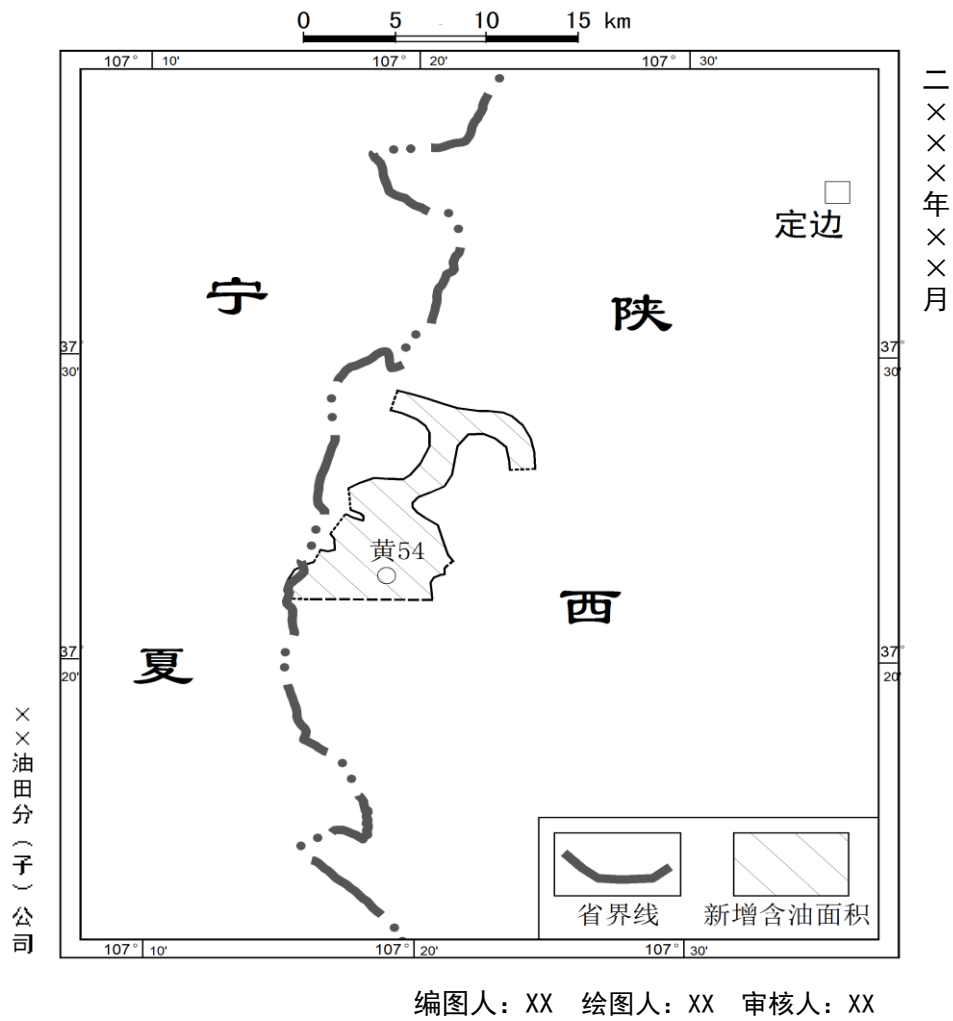 0 5 10 15 km
107° 10' 107° 20' 107° 30'
二×××年××月
定边
宁
陕
37° 37°
30' 30'
黄54
西
37° 37°
20' 20'
夏
××油田分(子)公司
省界线 新增含油面积
107° 10' 107° 20' 107° 30'
编图人：XX 绘图人：XX 审核人：XX